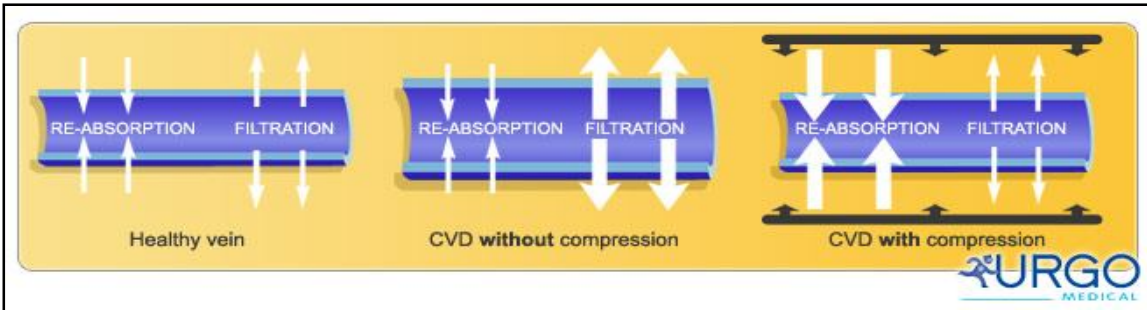 RE-ABSORPTION FILTRATION
Healthy vein
RE-ABSORPTION FILTRATION
CVD without compression
RE-ABSORPTION FILTRATION
CVD with compression
URGO
MEDICAL